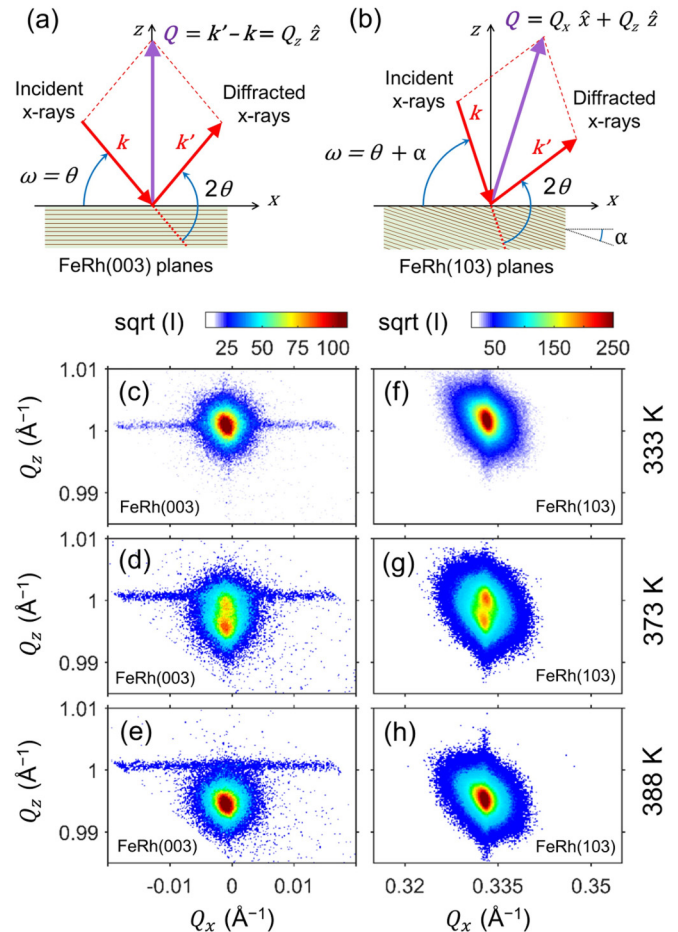 (a)
z
Q = k' – k = Q_z ẑ
Incident
x-rays
Diffracted
x-rays
k
k'
ω = θ
2θ
x
FeRh(003) planes
(b)
z
Q = Q_x x̂ + Q_z ẑ
Incident
x-rays
Diffracted
x-rays
k
k'
ω = θ + α
2θ
x
α
FeRh(103) planes
sqrt (I)
25 50 75 100
sqrt (I)
50 150 250
(c)
1.01
1
0.99
Q_z (Å⁻¹)
FeRh(003)
(f)
FeRh(103)
333 K
(d)
1.01
1
0.99
Q_z (Å⁻¹)
FeRh(003)
(g)
FeRh(103)
373 K
(e)
1.01
1
0.99
Q_z (Å⁻¹)
FeRh(003)
(h)
FeRh(103)
388 K
-0.01 0 0.01
Q_x (Å⁻¹)
0.32 0.335 0.35
Q_x (Å⁻¹)